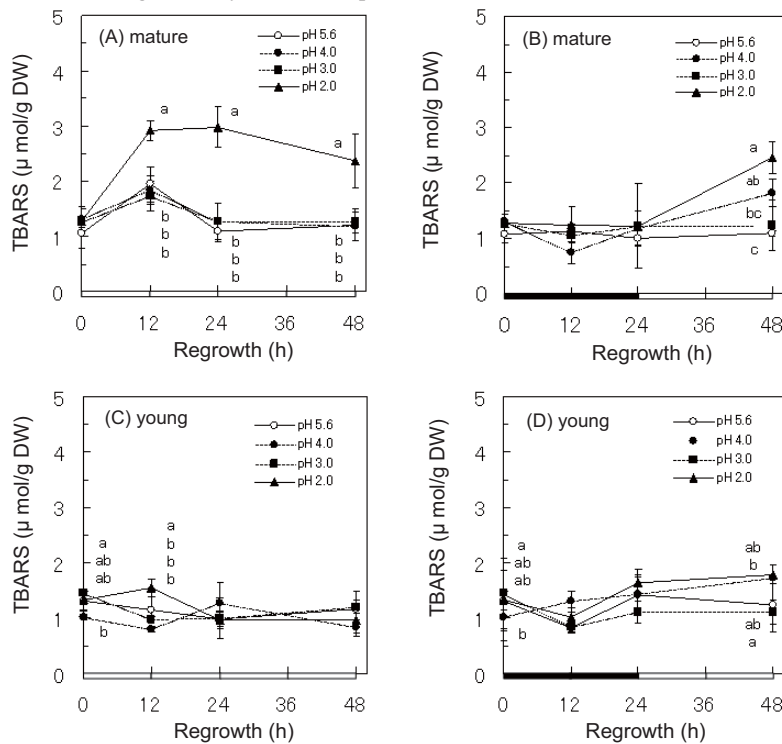 (A) mature
pH 5.6
pH 4.0
pH 3.0
pH 2.0
TBARS (μ mol/g DW)
5
4
3
2
1
0
a
a
a
b
b
b
b
b
b
b
b
b
0 12 24 36 48
Regrowth (h)
(B) mature
pH 5.6
pH 4.0
pH 3.0
pH 2.0
TBARS (μ mol/g DW)
5
4
3
2
1
0
a
ab
bc
c
0 12 24 36 48
Regrowth (h)
(C) young
pH 5.6
pH 4.0
pH 3.0
pH 2.0
TBARS (μ mol/g DW)
5
4
3
2
1
0
a
ab
ab
b
a
b
b
b
0 12 24 36 48
Regrowth (h)
(D) young
pH 5.6
pH 4.0
pH 3.0
pH 2.0
TBARS (μ mol/g DW)
5
4
3
2
1
0
a
ab
ab
b
ab
b
ab
a
0 12 24 36 48
Regrowth (h)